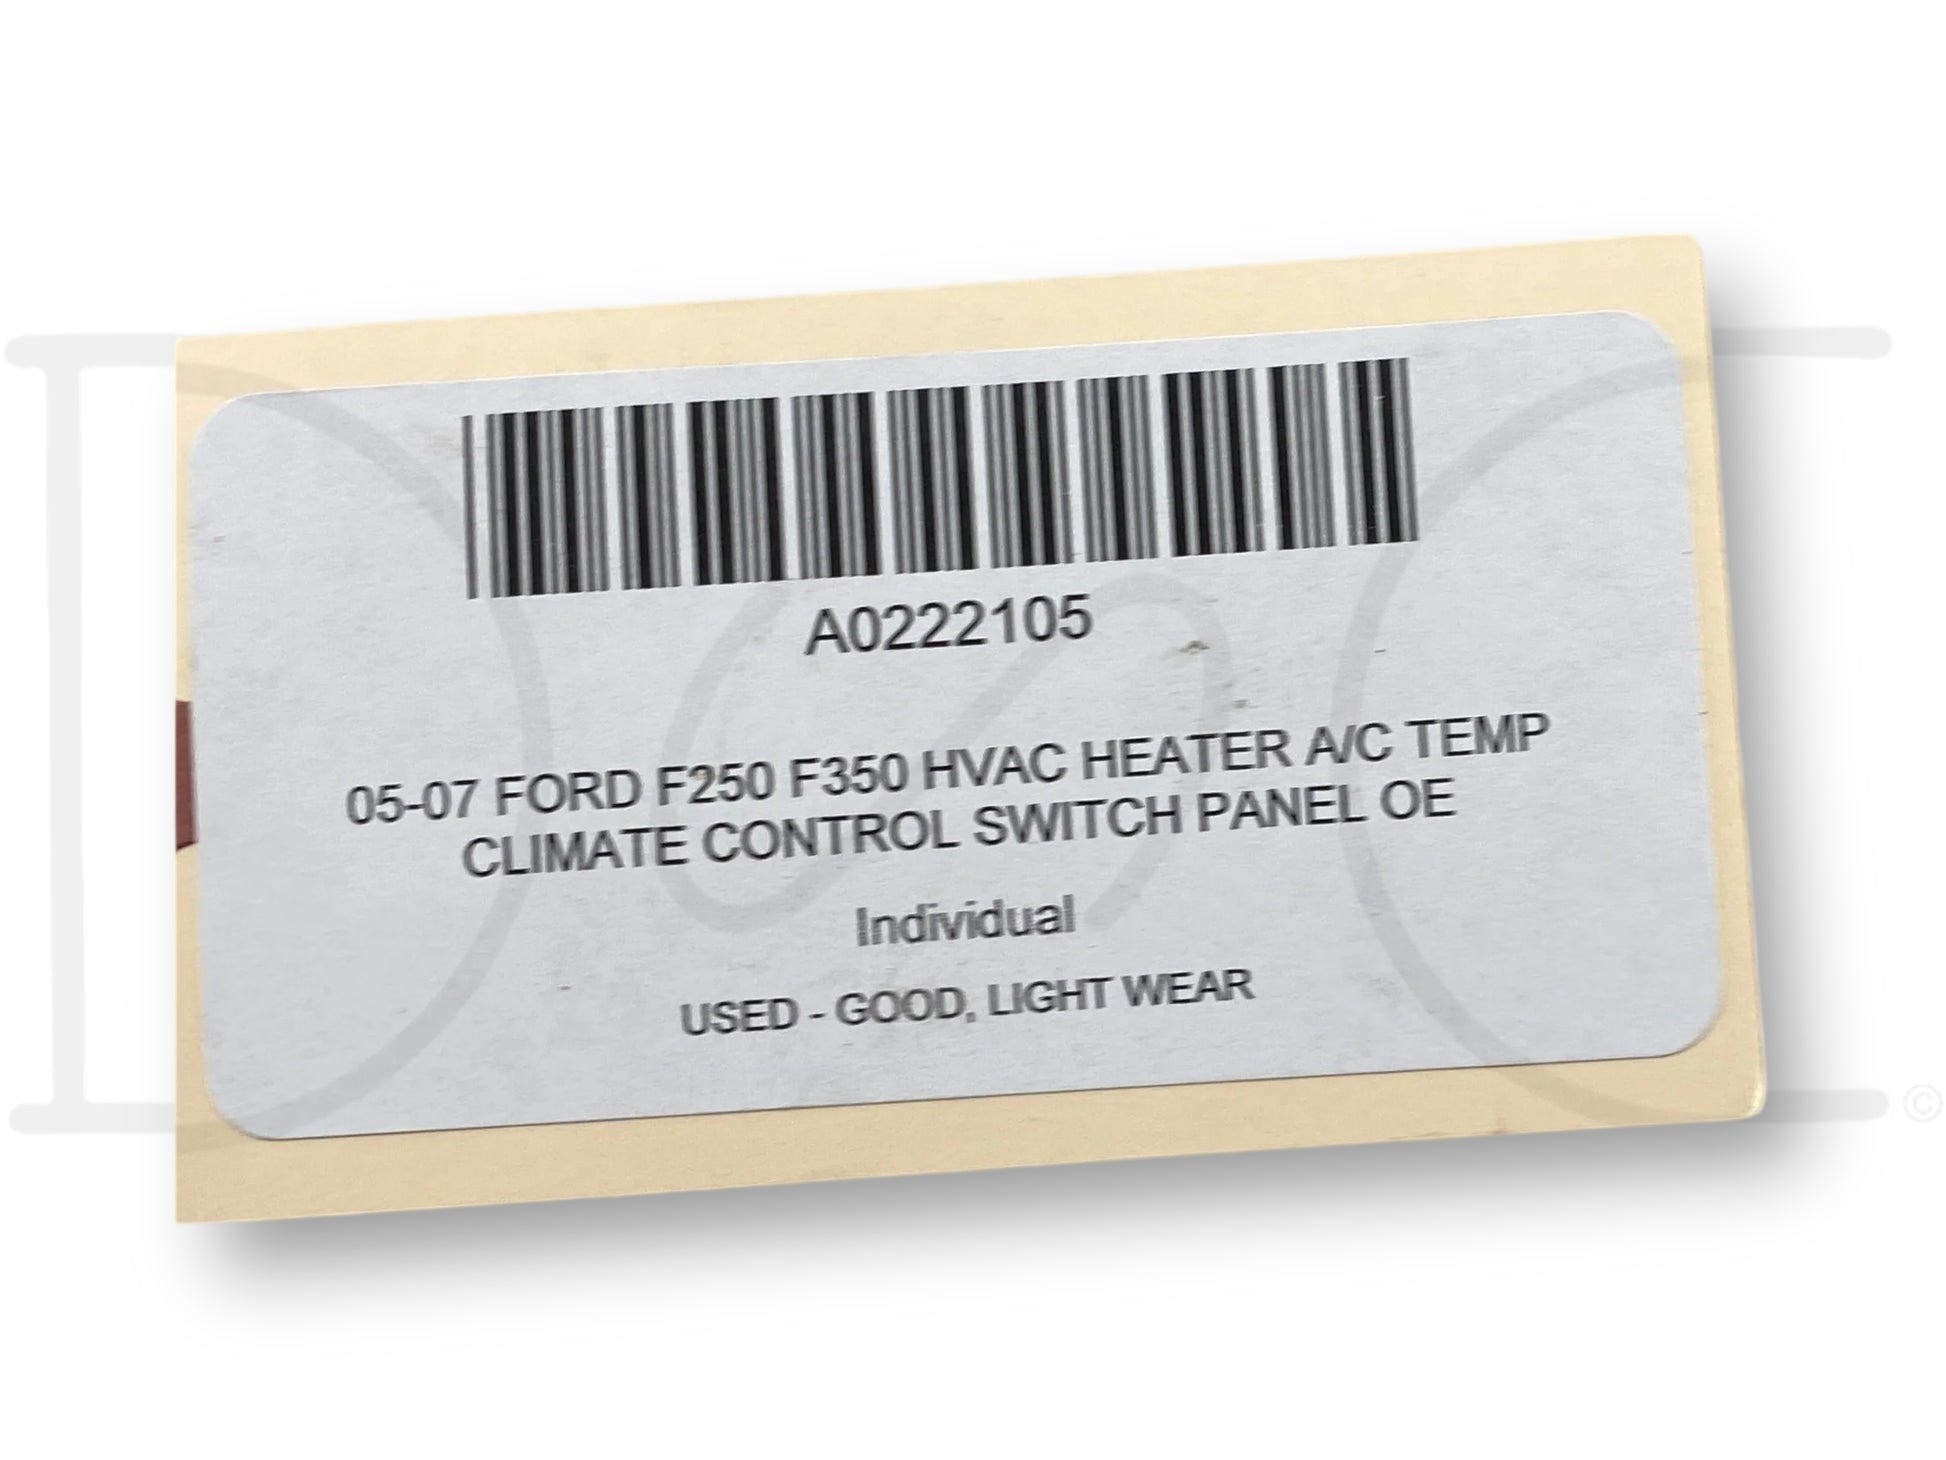 A0222105
05-07 FORD F250 F350 HVAC HEATER A/C TEMP
CLIMATE CONTROL SWITCH PANEL OE
Individual
USED - GOOD, LIGHT WEAR
©